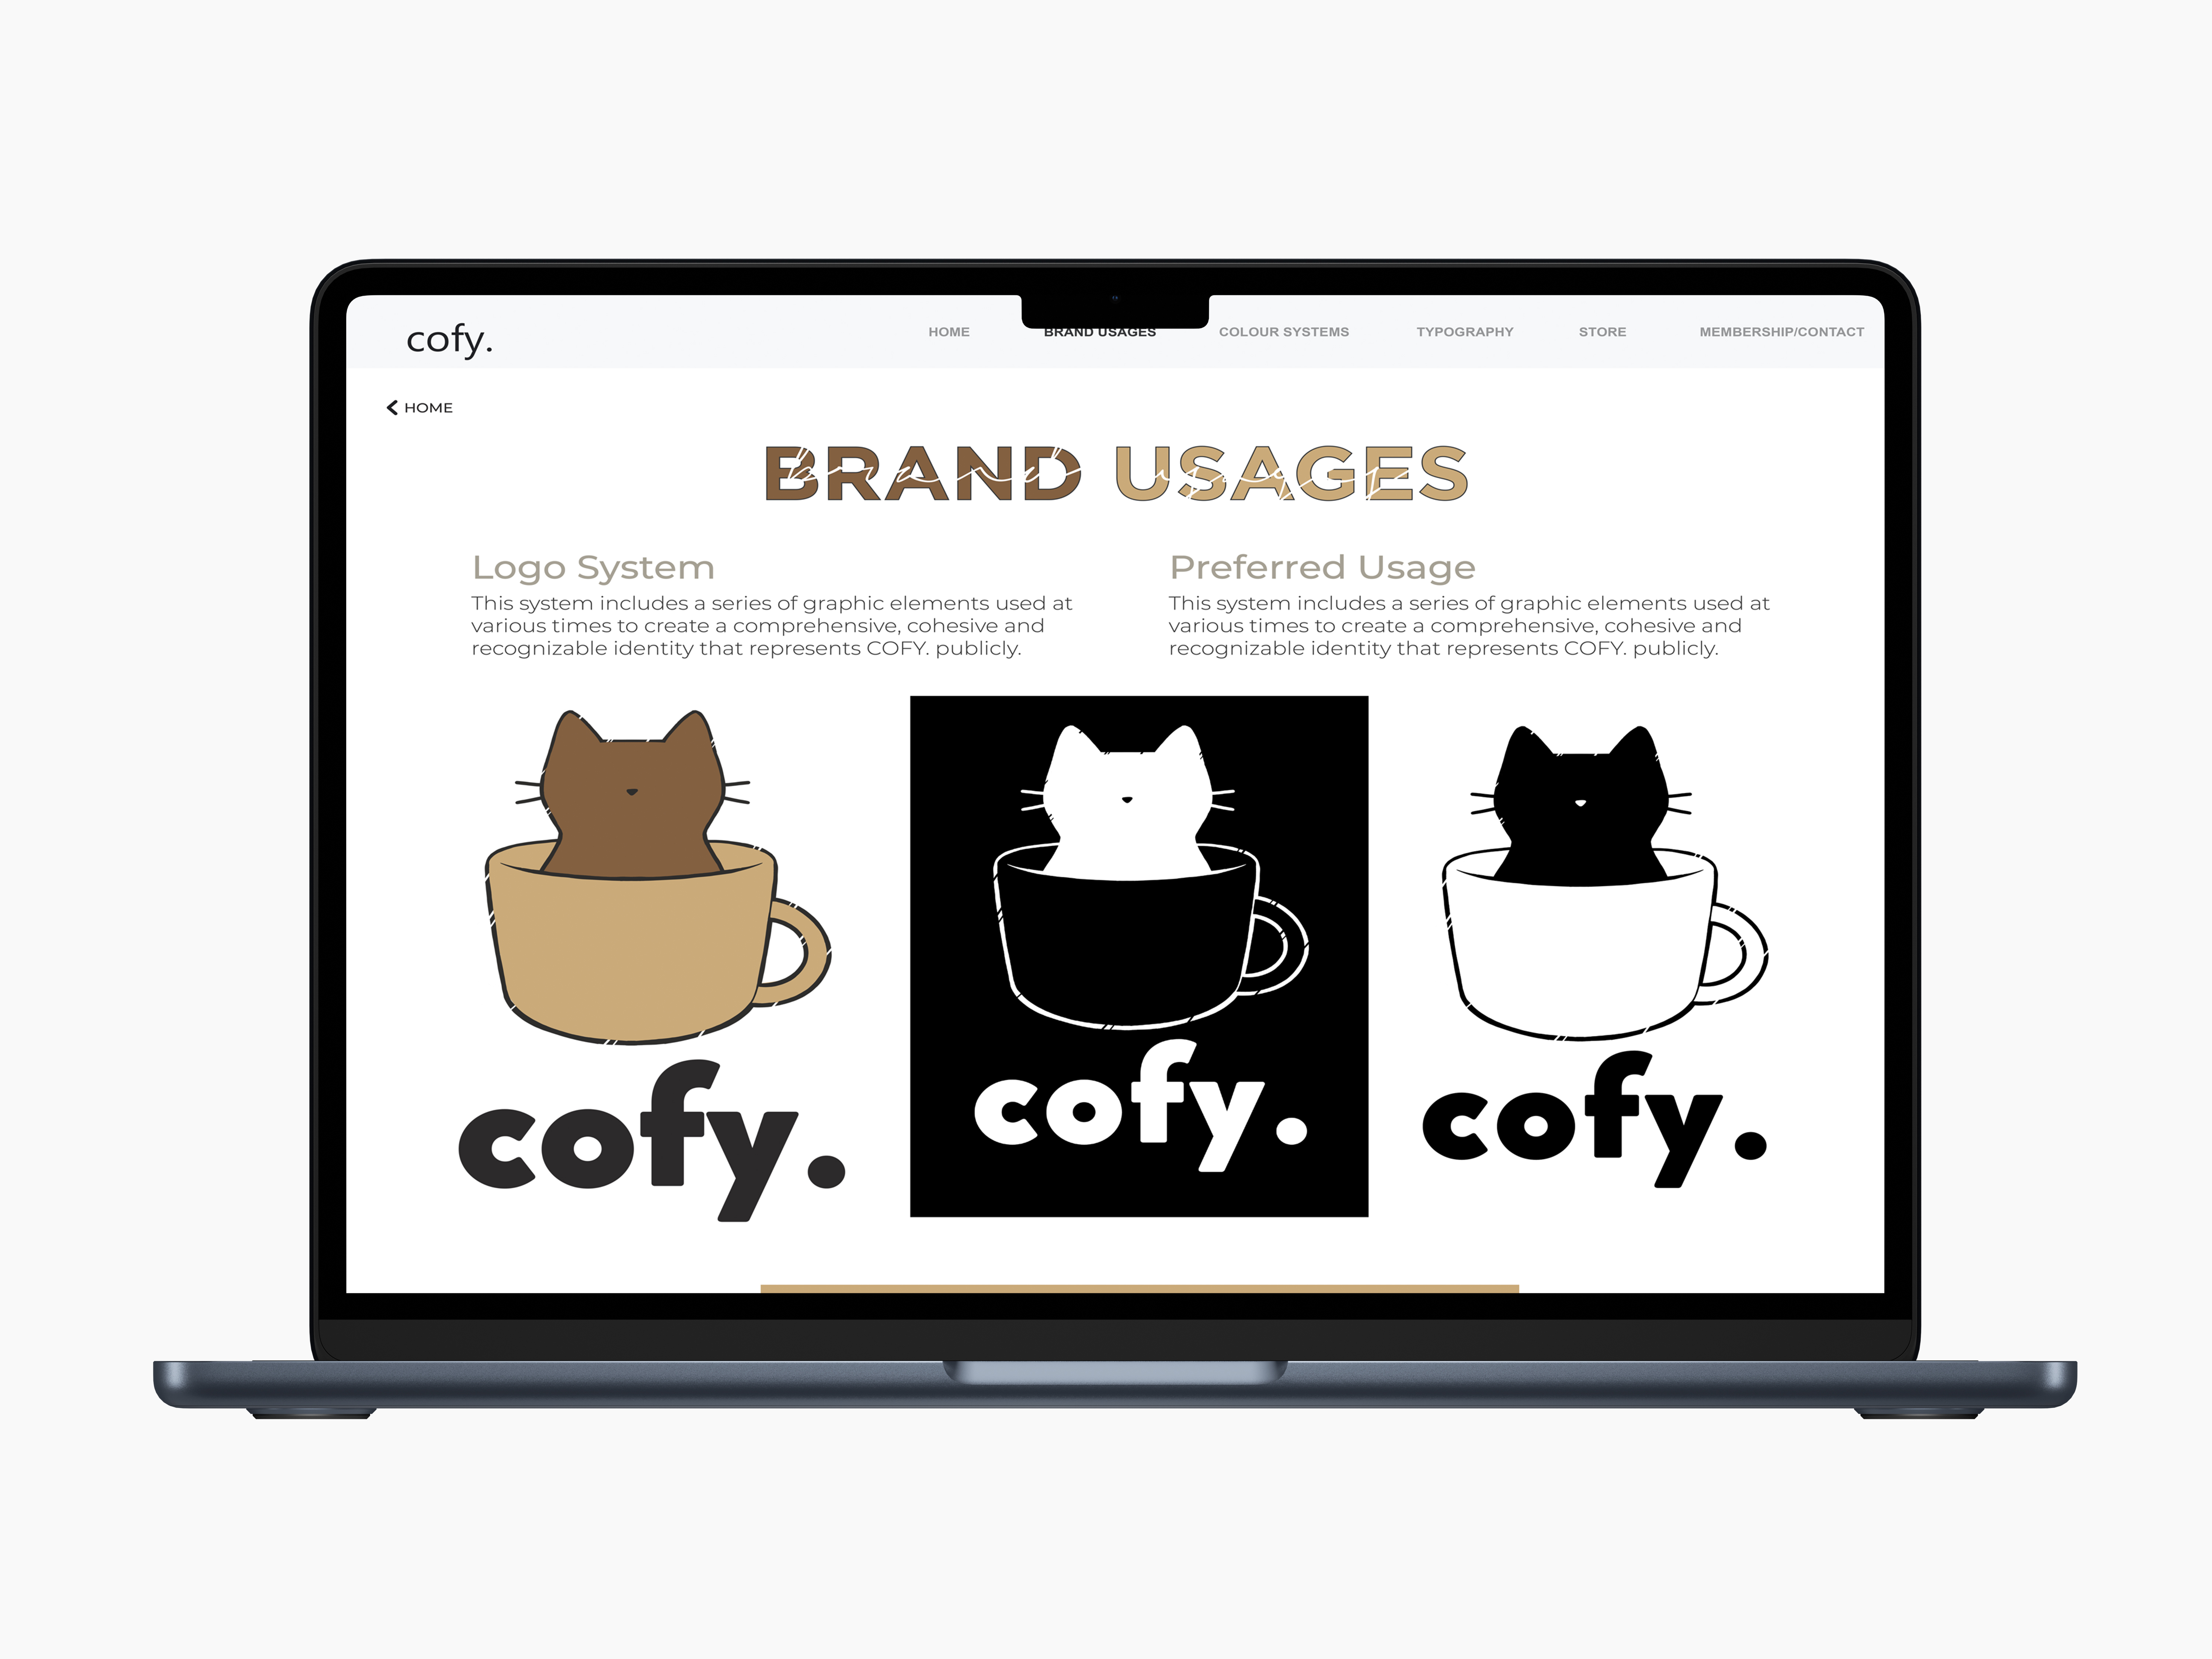 cofy.
HOME BRAND USAGES COLOUR SYSTEMS TYPOGRAPHY STORE MEMBERSHIP/CONTACT
HOME
BRAND USAGES
brand usages
Logo System
This system includes a series of graphic elements used at
various times to create a comprehensive, cohesive and
recognizable identity that represents COFY. publicly.
Preferred Usage
This system includes a series of graphic elements used at
various times to create a comprehensive, cohesive and
recognizable identity that represents COFY. publicly.
cofy.
cofy.
cofy.